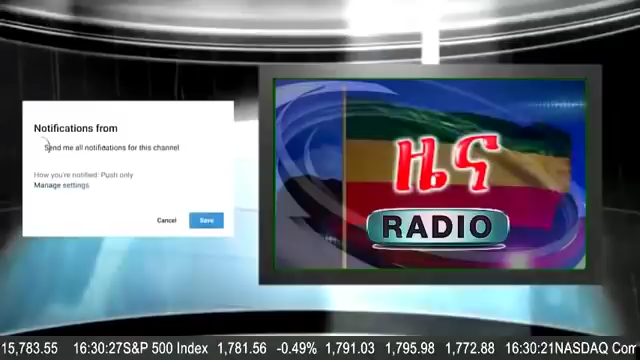 Notifications from
Send me all notifications for this channel
How you're notified: Push only
Manage settings
Cancel
Save
ዜና
RADIO
15,783.55 16:30:27S&P 500 Index 1,781.56 -0.49% 1,791.03 1,795.98 1,772.88 16:30:21NASDAQ Com